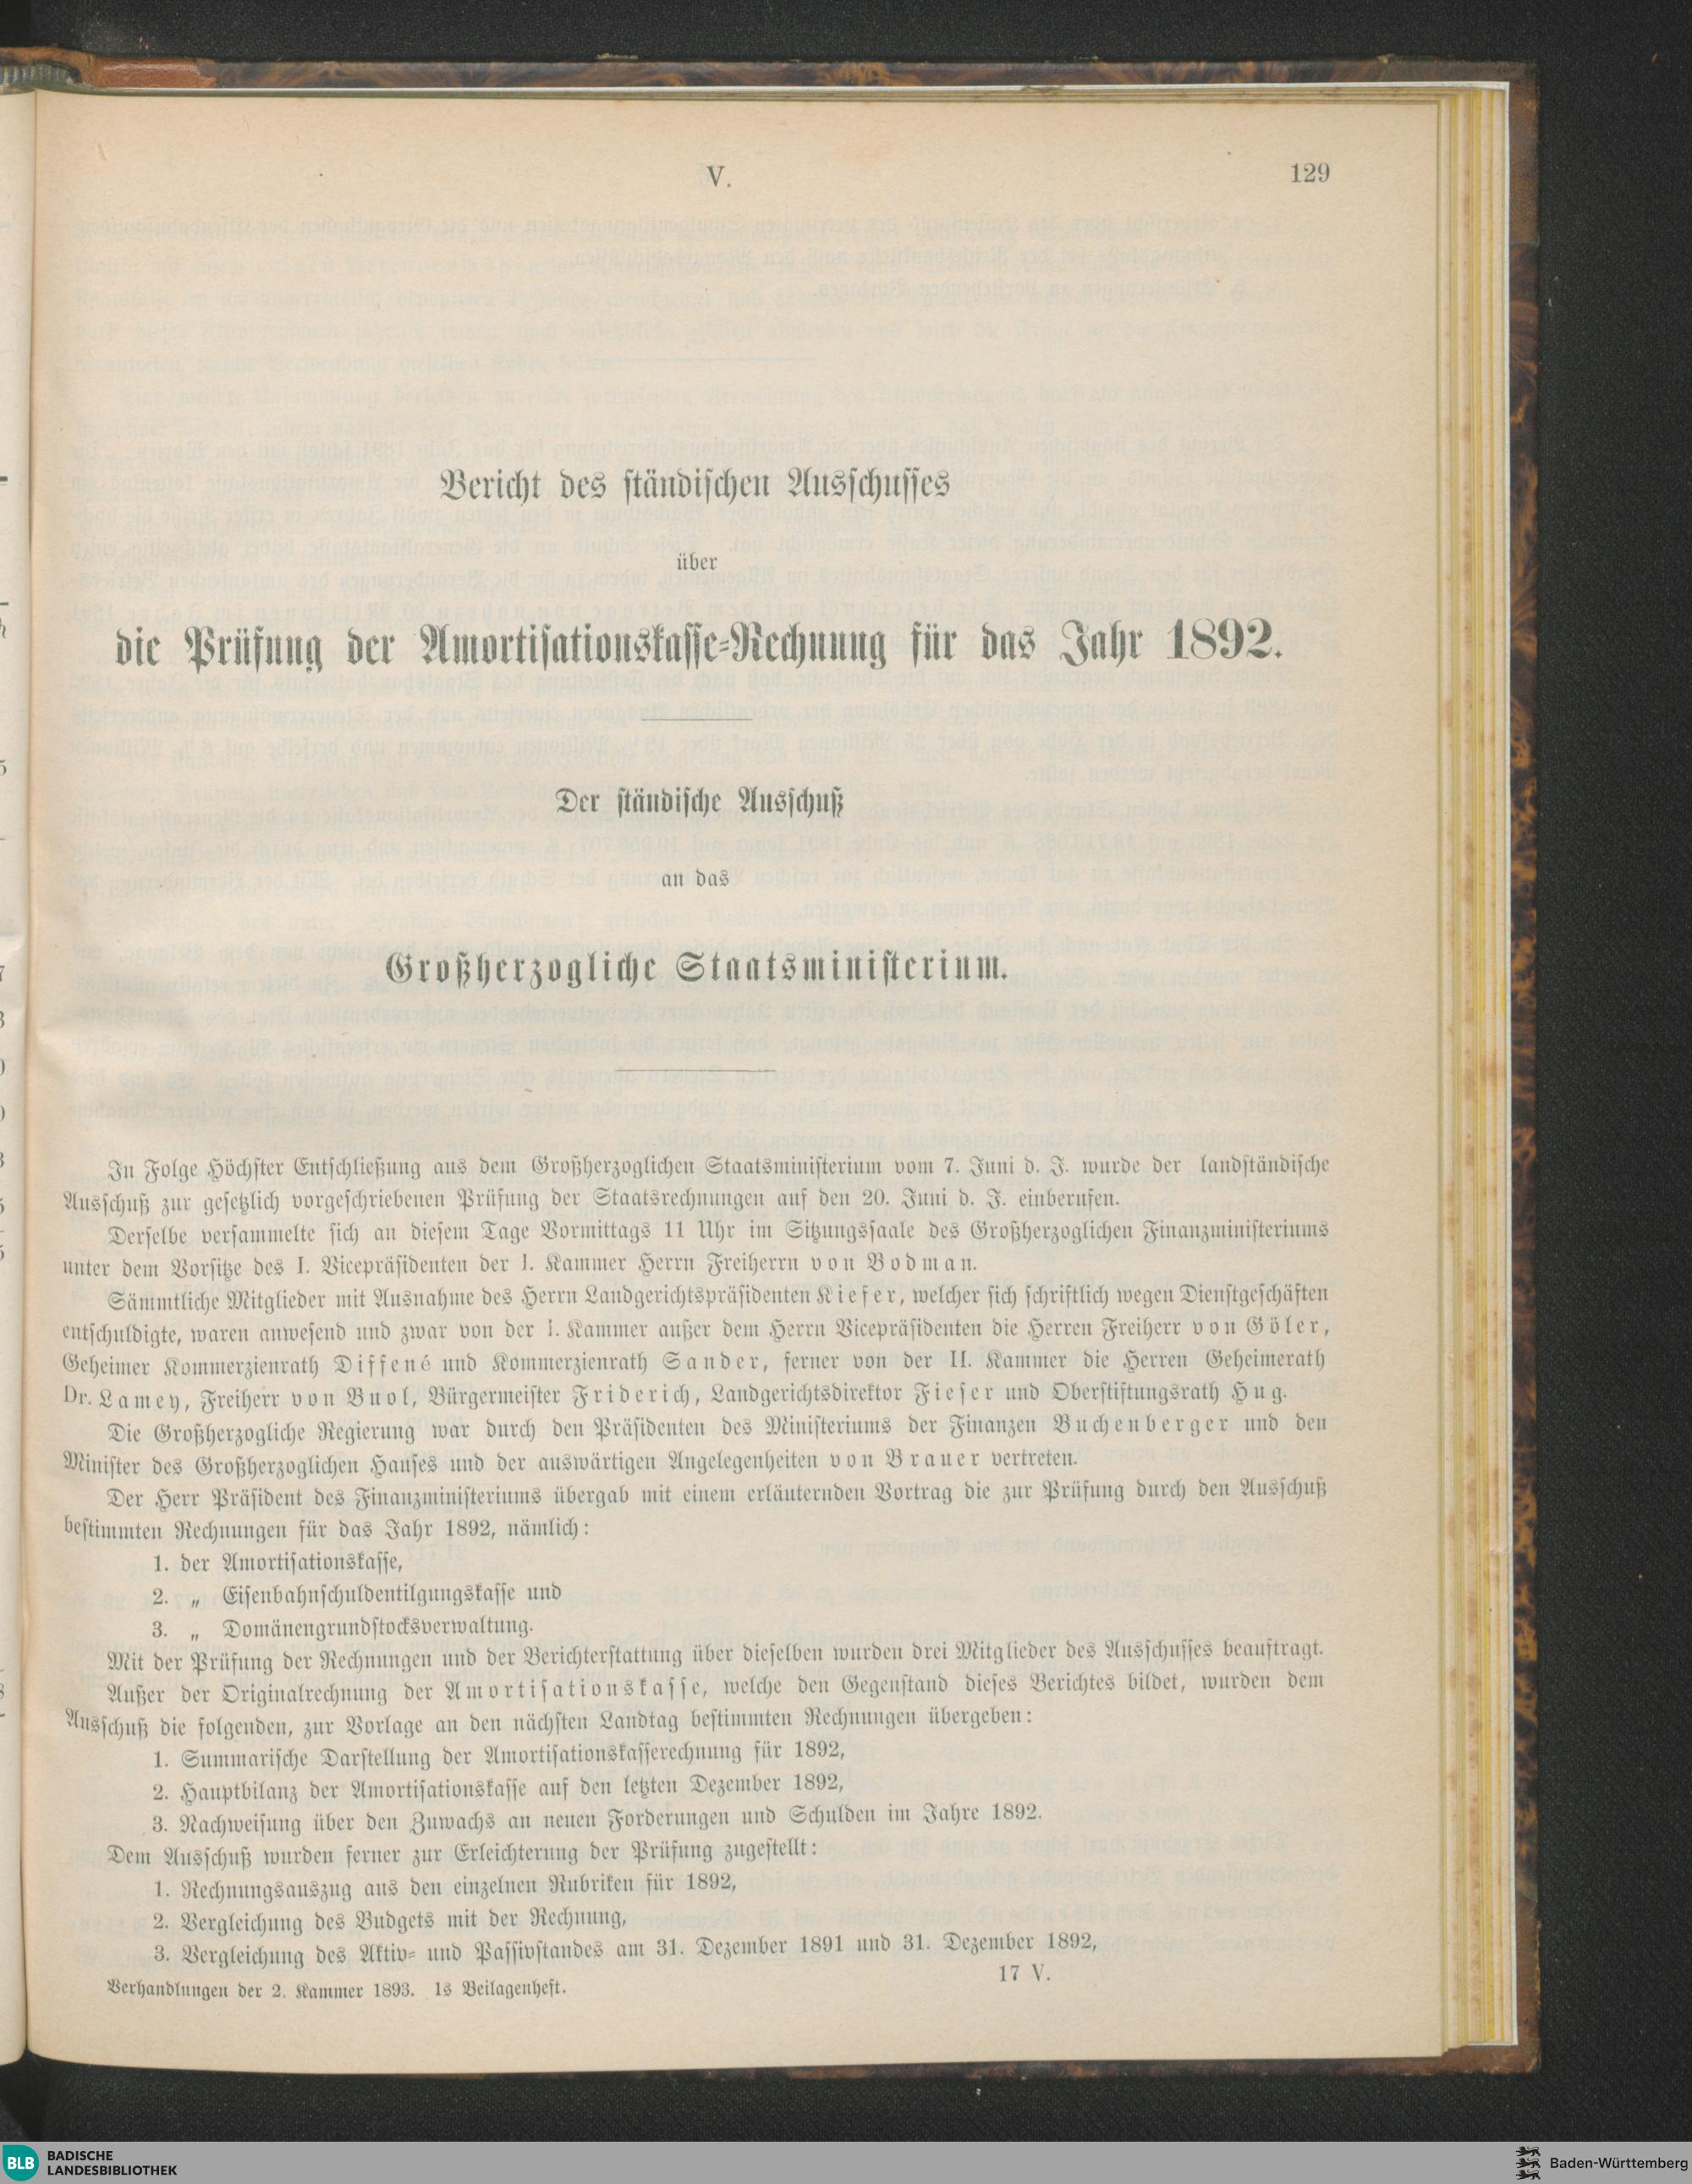 V.
129
Bericht des ständischen Ausschusses
über
die Prüfung der Amortisationskasse-Rechnung für das Jahr 1892.
Der ständische Ausschuß
an das
Großherzogliche Staatsministerium.
In Folge Höchster Entschließung aus dem Großherzoglichen Staatsministerium vom 7. Juni d. J. wurde der landständische
Ausschuß zur gesetzlich vorgeschriebenen Prüfung der Staatsrechnungen auf den 20. Juni d. J. einberufen.
Derselbe versammelte sich an diesem Tage Vormittags 11 Uhr im Sitzungssaale des Großherzoglichen Finanzministeriums
unter dem Vorsitze des I. Vicepräsidenten der I. Kammer Herrn Freiherrn von Bodman.
Sämmtliche Mitglieder mit Ausnahme des Herrn Landgerichtspräsidenten Kiefer, welcher sich schriftlich wegen Dienstgeschäften
entschuldigte, waren anwesend und zwar von der I. Kammer außer dem Herrn Vicepräsidenten die Herren Freiherr von Göler,
Geheimer Kommerzienrath Diffené und Kommerzienrath Sander, ferner von der II. Kammer die Herren Geheimerath
Dr. Lamey, Freiherr von Buol, Bürgermeister Friderich, Landgerichtsdirektor Fieser und Oberstiftungsrath Hug.
Die Großherzogliche Regierung war durch den Präsidenten des Ministeriums der Finanzen Buchenberger und den
Minister des Großherzoglichen Hauses und der auswärtigen Angelegenheiten von Brauer vertreten.
Der Herr Präsident des Finanzministeriums übergab mit einem erläuternden Vortrag die zur Prüfung durch den Ausschuß
bestimmten Rechnungen für das Jahr 1892, nämlich:
1. der Amortisationskasse,
2. „ Eisenbahnschuldentilgungskasse und
3. „ Domänengrundstocksverwaltung.
Mit der Prüfung der Rechnungen und der Berichterstattung über dieselben wurden drei Mitglieder des Ausschusses beauftragt.
Außer der Originalrechnung der Amortisationskasse, welche den Gegenstand dieses Berichtes bildet, wurden dem
Ausschuß die folgenden, zur Vorlage an den nächsten Landtag bestimmten Rechnungen übergeben:
1. Summarische Darstellung der Amortisationskasserechnung für 1892,
2. Hauptbilanz der Amortisationskasse auf den letzten Dezember 1892,
3. Nachweisung über den Zuwachs an neuen Forderungen und Schulden im Jahre 1892.
Dem Ausschuß wurden ferner zur Erleichterung der Prüfung zugestellt:
1. Rechnungsauszug aus den einzelnen Rubriken für 1892,
2. Vergleichung des Budgets mit der Rechnung,
3. Vergleichung des Aktiv- und Passivstandes am 31. Dezember 1891 und 31. Dezember 1892,
Verhandlungen der 2. Kammer 1893. 1s Beilagenheft.
17 V.
BLB BADISCHE
LANDESBIBLIOTHEK
Baden-Württemberg